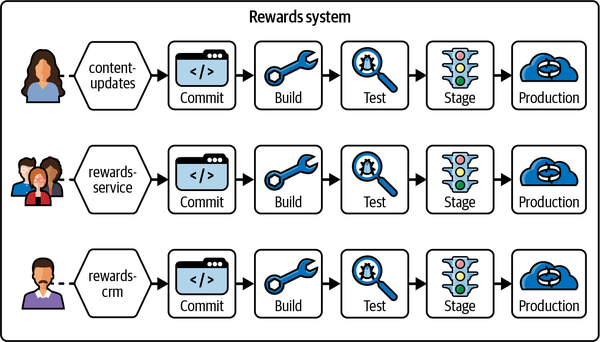 Rewards system
content-
updates
</>
Commit
Build
Test
Stage
Production
rewards-
service
</>
Commit
Build
Test
Stage
Production
rewards-
crm
</>
Commit
Build
Test
Stage
Production